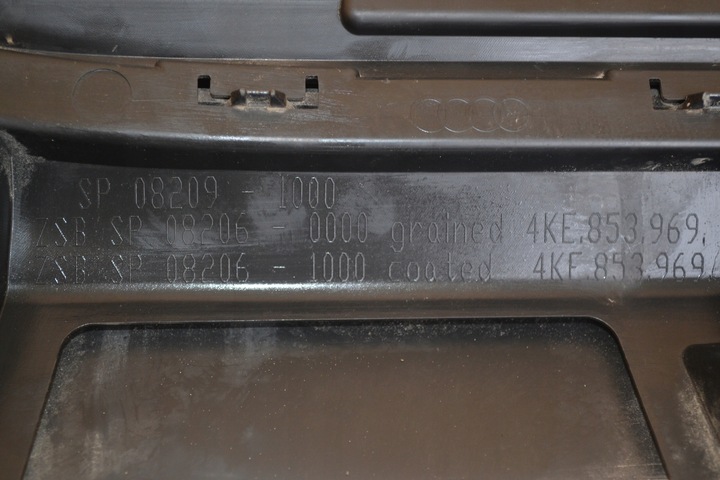 SP 08209 - 1000
ZSB SP 08206 - 0000 grained 4KE.853.969.
ZSB SP 08206 - 1000 coated 4KE.853.969